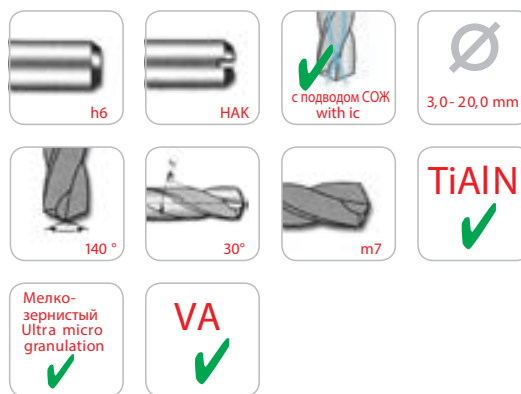 h6
HAK
с подводом СОЖ
with ic
3,0- 20,0 mm
140 °
30°
m7
TiAlN
Мелко-
зернистый
Ultra micro
granulation
VA